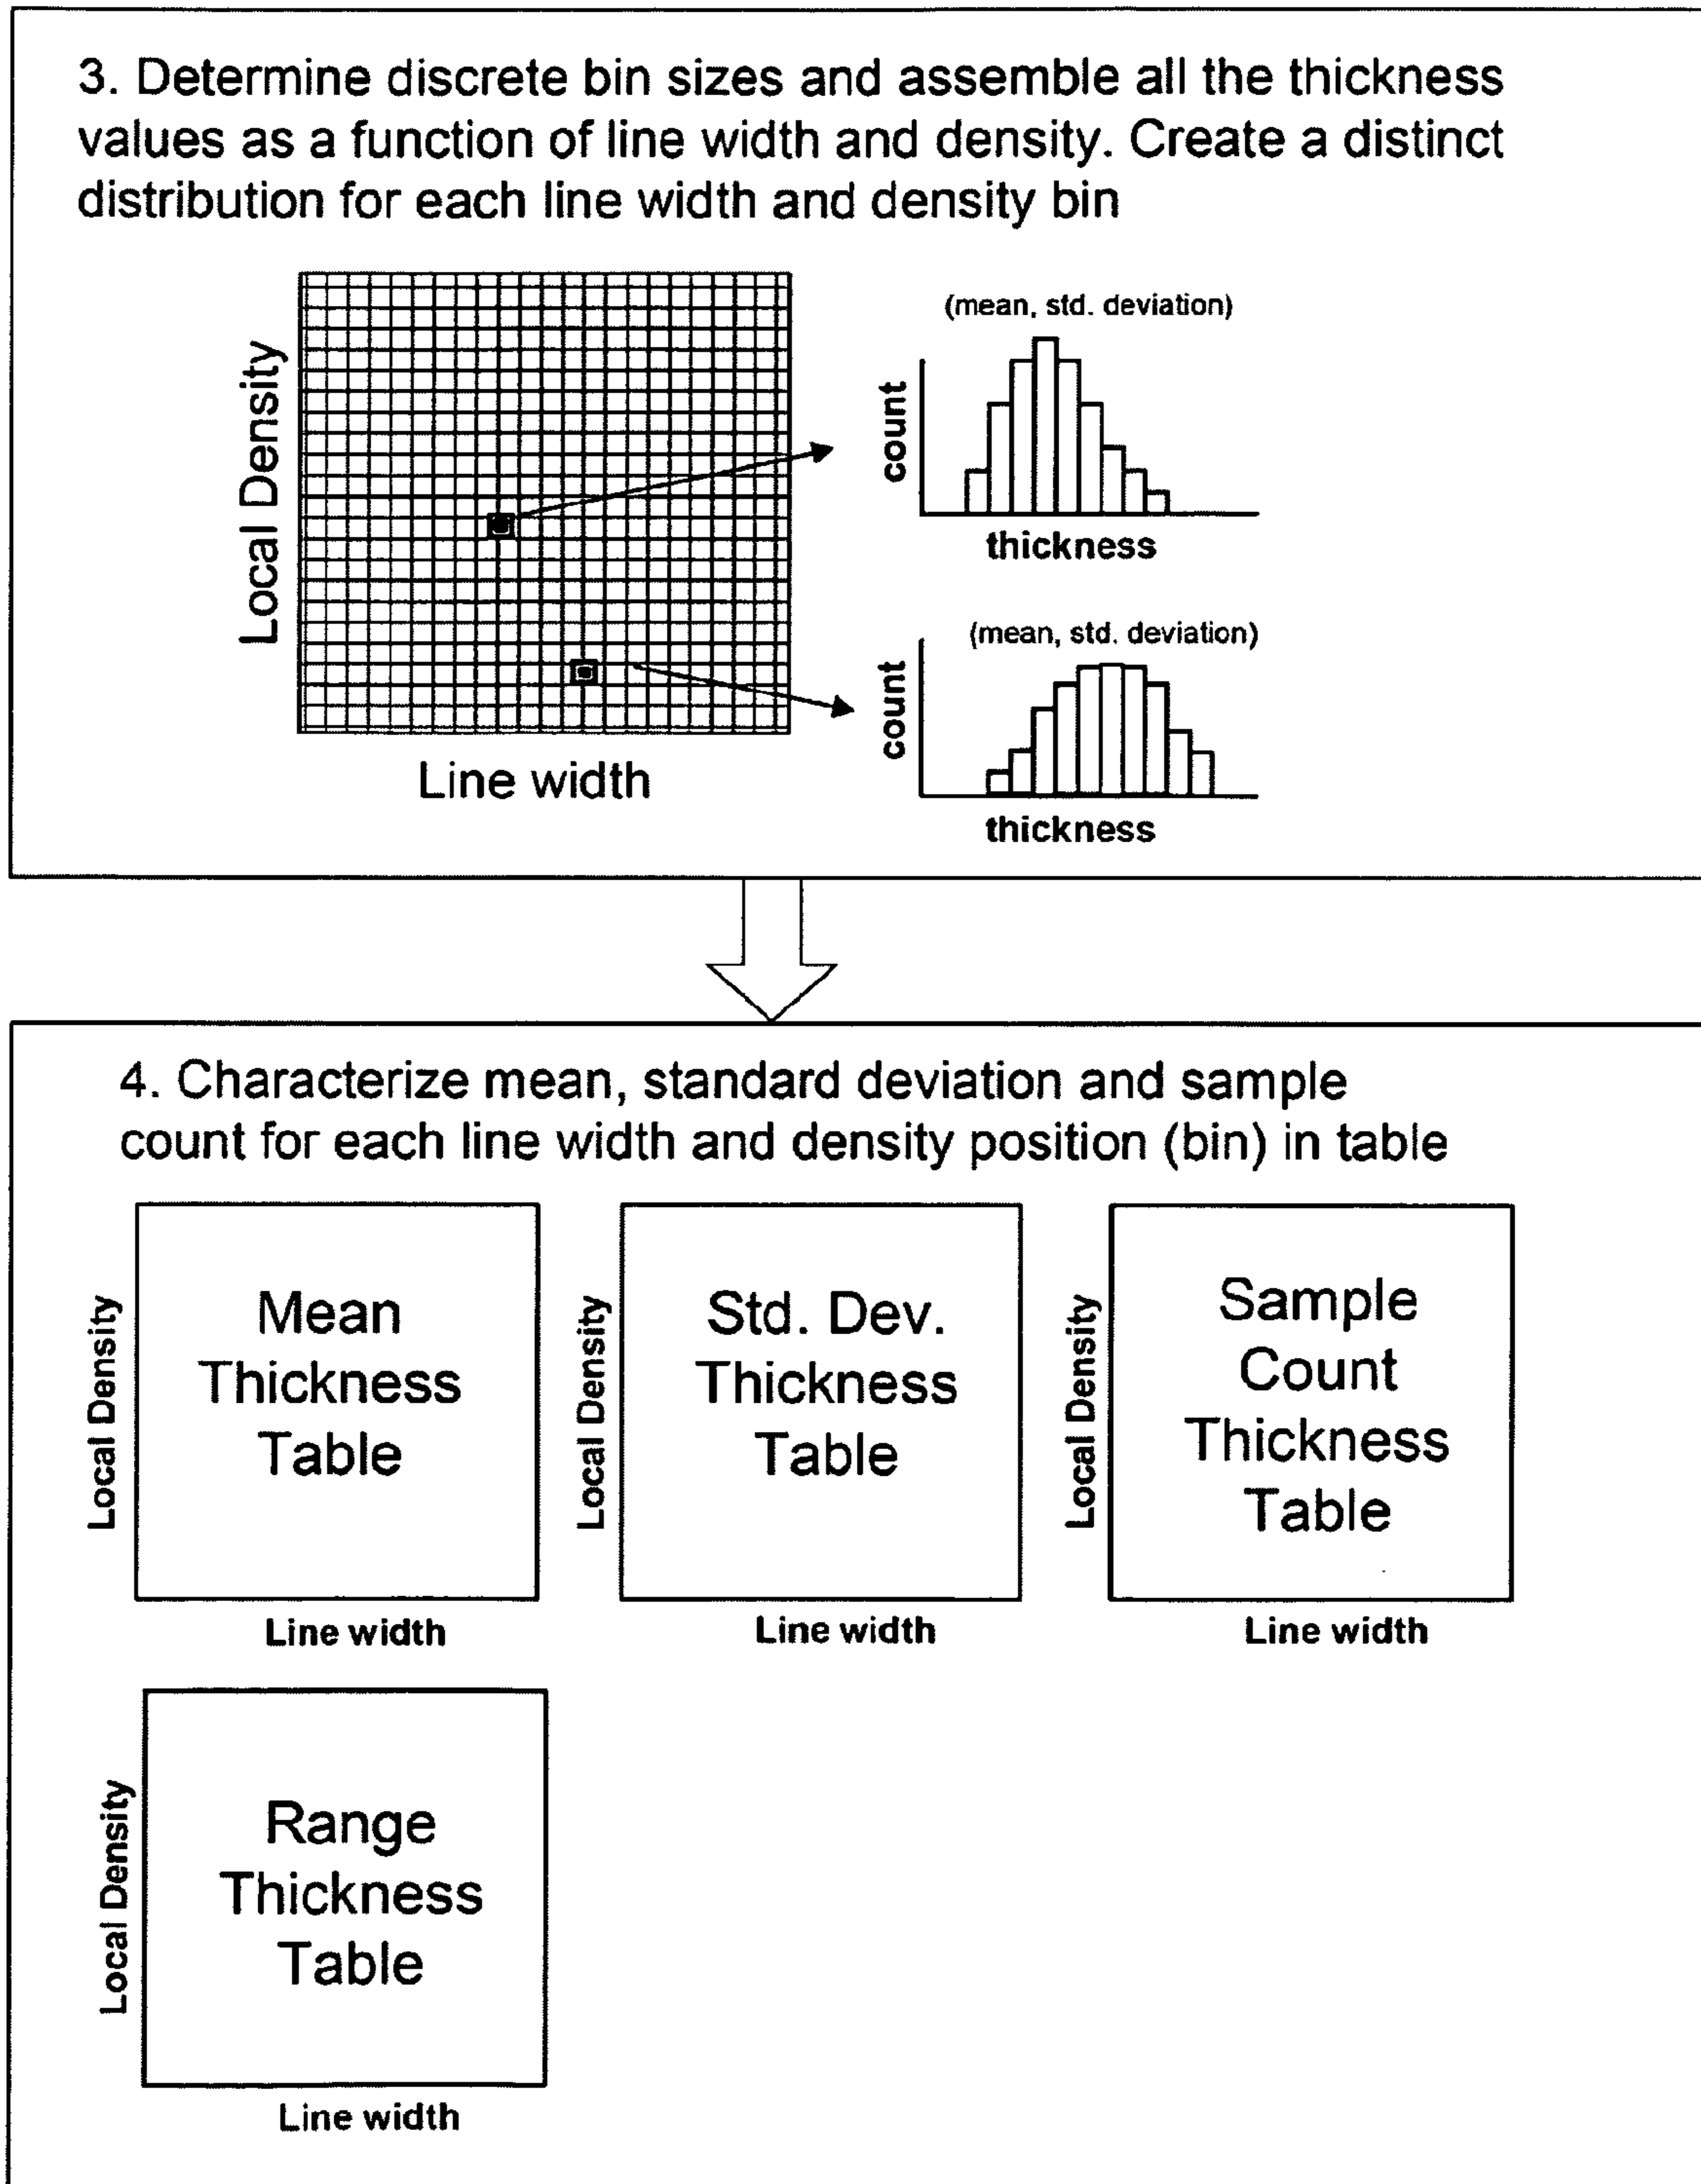 3. Determine discrete bin sizes and assemble all the thickness
values as a function of line width and density. Create a distinct
distribution for each line width and density bin
Local Density
Line width
(mean, std. deviation)
count
thickness
(mean, std. deviation)
count
thickness
4. Characterize mean, standard deviation and sample
count for each line width and density position (bin) in table
Local Density
Mean
Thickness
Table
Line width
Local Density
Std. Dev.
Thickness
Table
Line width
Local Density
Sample
Count
Thickness
Table
Line width
Local Density
Range
Thickness
Table
Line width